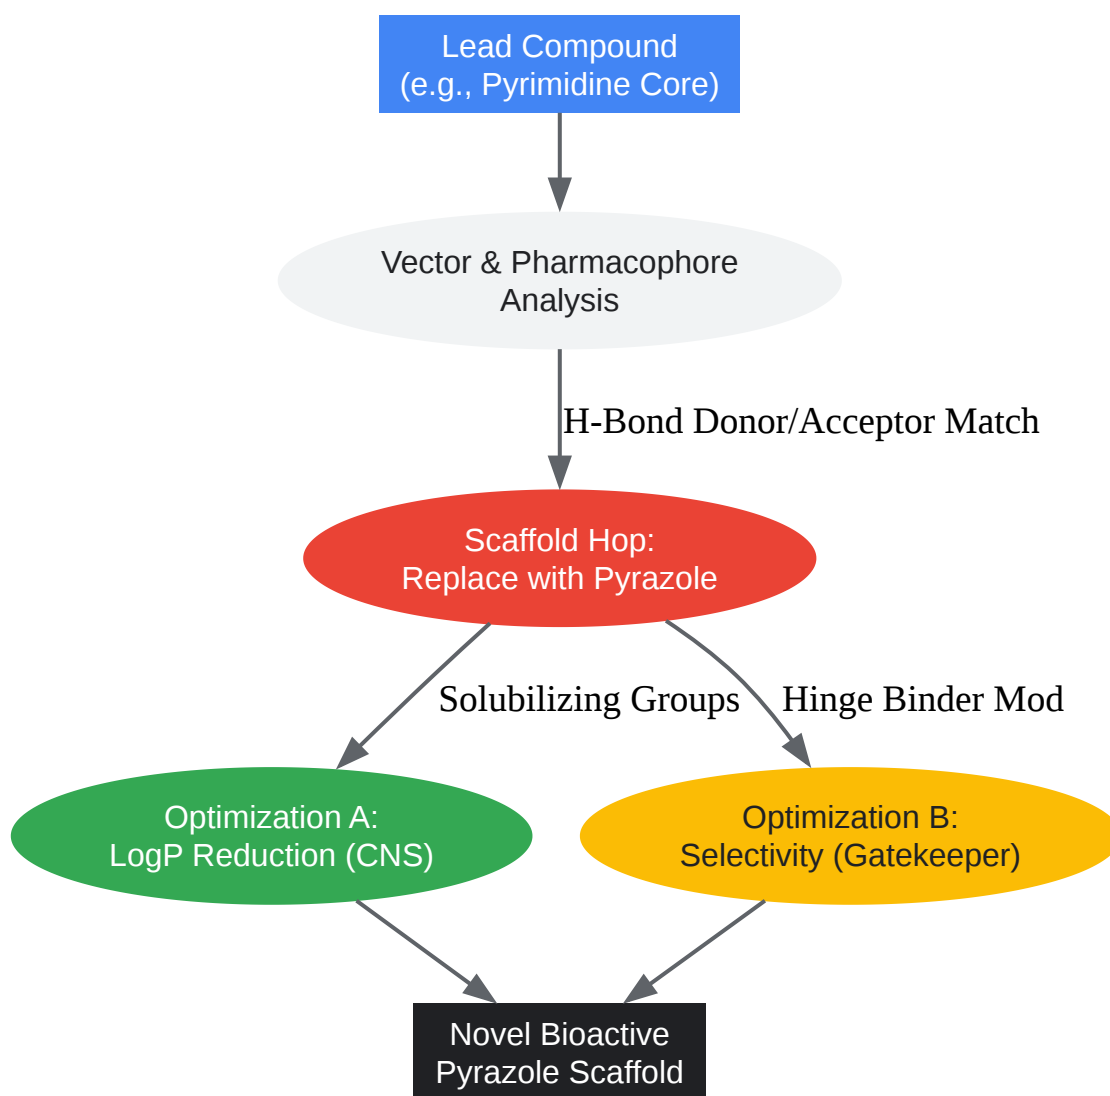 Lead Compound
(e.g., Pyrimidine Core)
Vector & Pharmacophore
Analysis
H-Bond Donor/Acceptor Match
Scaffold Hop:
Replace with Pyrazole
Solubilizing Groups
Hinge Binder Mod
Optimization A:
LogP Reduction (CNS)
Optimization B:
Selectivity (Gatekeeper)
Novel Bioactive
Pyrazole Scaffold